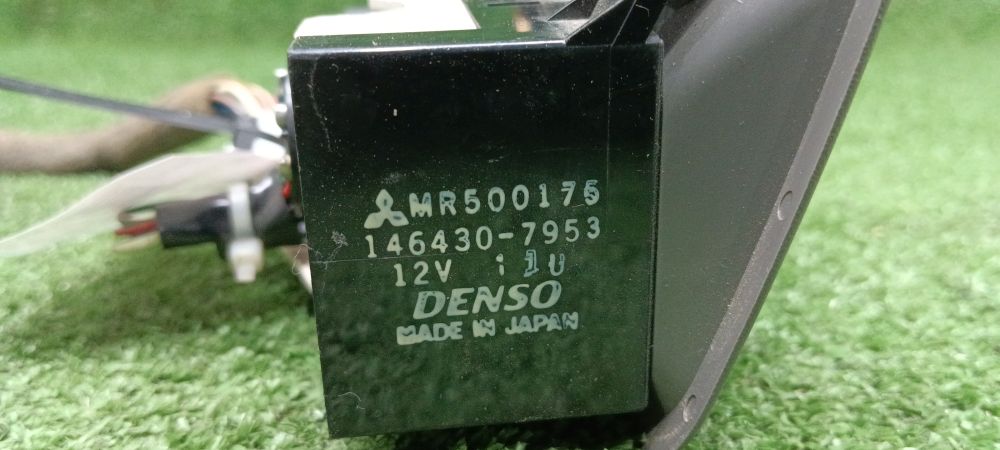 MR500175
146430-7953
12V
DENSO
MADE IN JAPAN